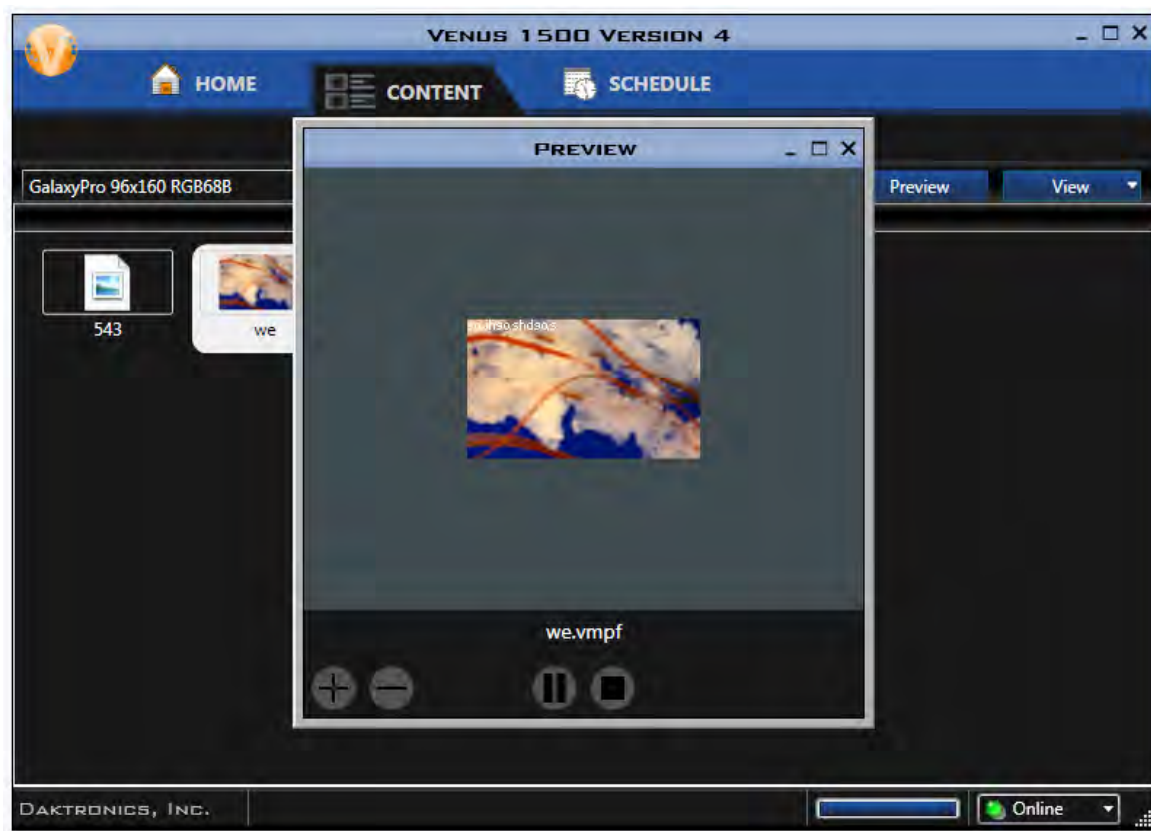 VENUS 1500 VERSION 4
HOME
CONTENT
SCHEDULE
PREVIEW
GalaxyPro 96x160 RGB68B
Preview
View
543
we
we.vmpf
DAKTRONICS, INC.
Online